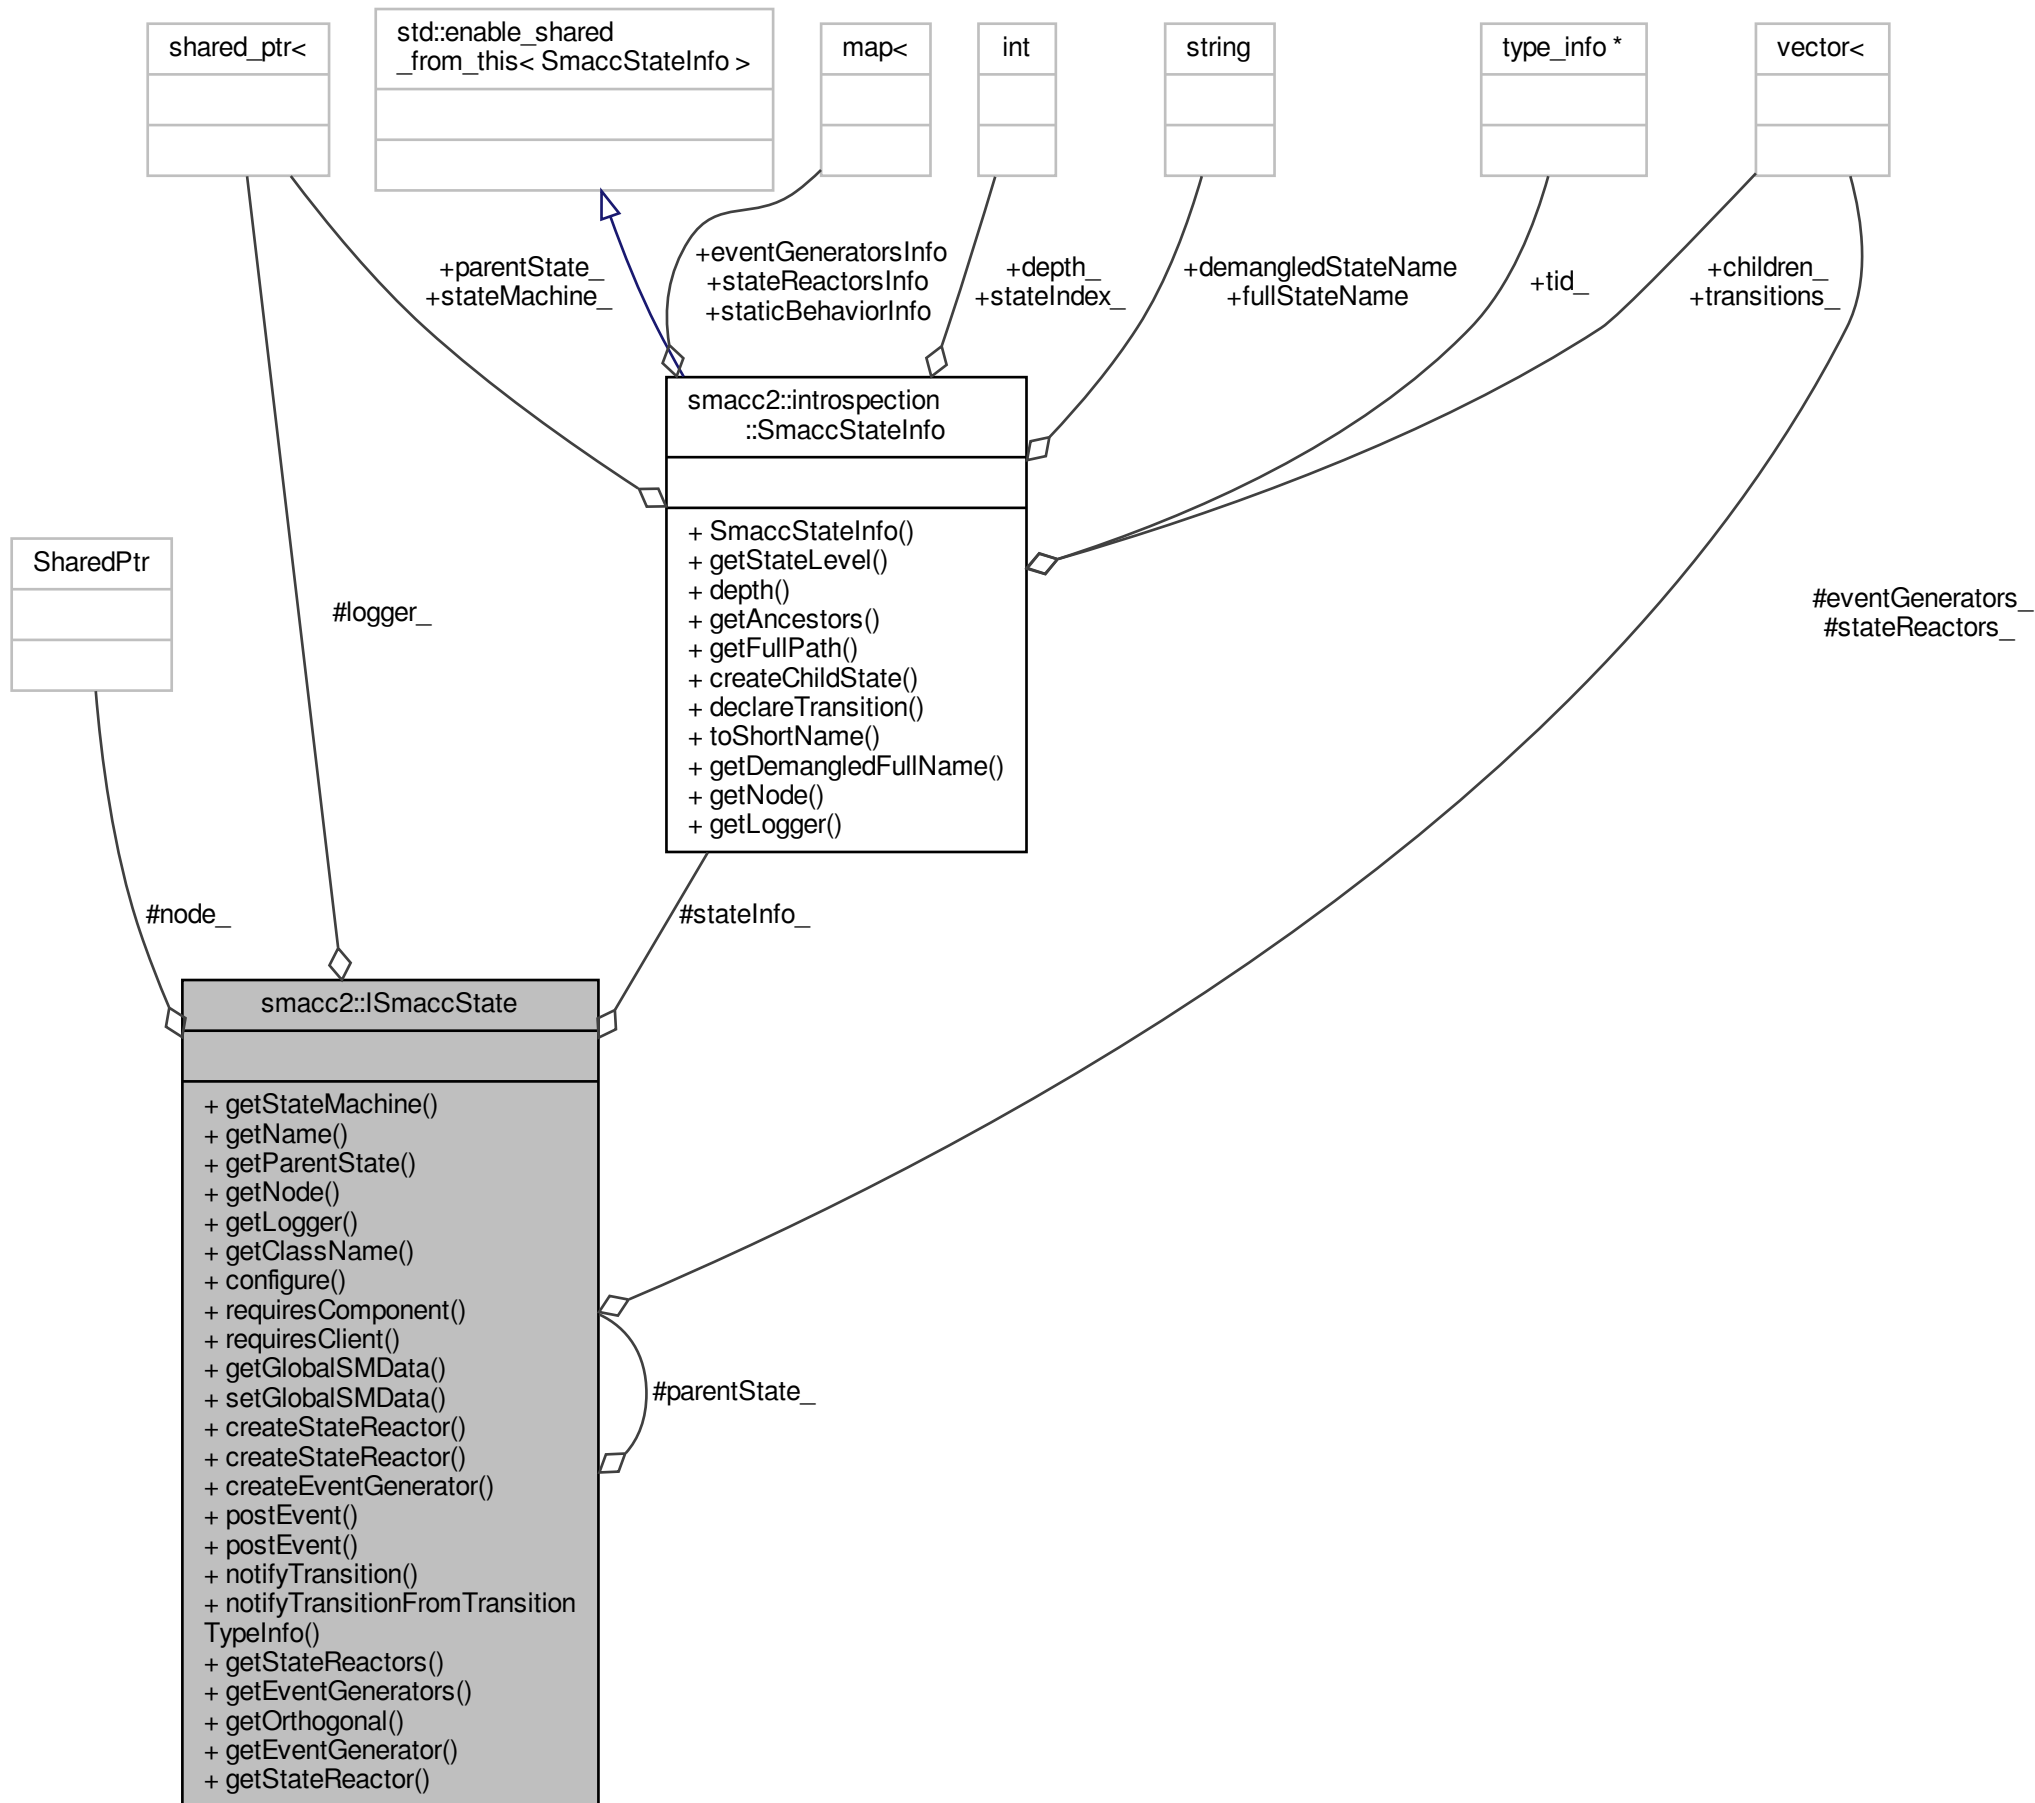 shared_ptr<
std::enable_shared
_from_this< SmaccStateInfo >
map<
int
string
type_info *
vector<
+parentState_
+stateMachine_
+eventGeneratorsInfo
+stateReactorsInfo
+staticBehaviorInfo
+depth_
+stateIndex_
+demangledStateName
+fullStateName
+tid_
+children_
+transitions_
smacc2::introspection
::SmaccStateInfo
+ SmaccStateInfo()
+ getStateLevel()
+ depth()
+ getAncestors()
+ getFullPath()
+ createChildState()
+ declareTransition()
+ toShortName()
+ getDemangledFullName()
+ getNode()
+ getLogger()
SharedPtr
#logger_
#eventGenerators_
#stateReactors_
#node_
#stateInfo_
smacc2::ISmaccState
+ getStateMachine()
+ getName()
+ getParentState()
+ getNode()
+ getLogger()
+ getClassName()
+ configure()
+ requiresComponent()
+ requiresClient()
+ getGlobalSMData()
+ setGlobalSMData()
+ createStateReactor()
+ createStateReactor()
+ createEventGenerator()
+ postEvent()
+ postEvent()
+ notifyTransition()
+ notifyTransitionFromTransition
TypeInfo()
+ getStateReactors()
+ getEventGenerators()
+ getOrthogonal()
+ getEventGenerator()
+ getStateReactor()
#parentState_